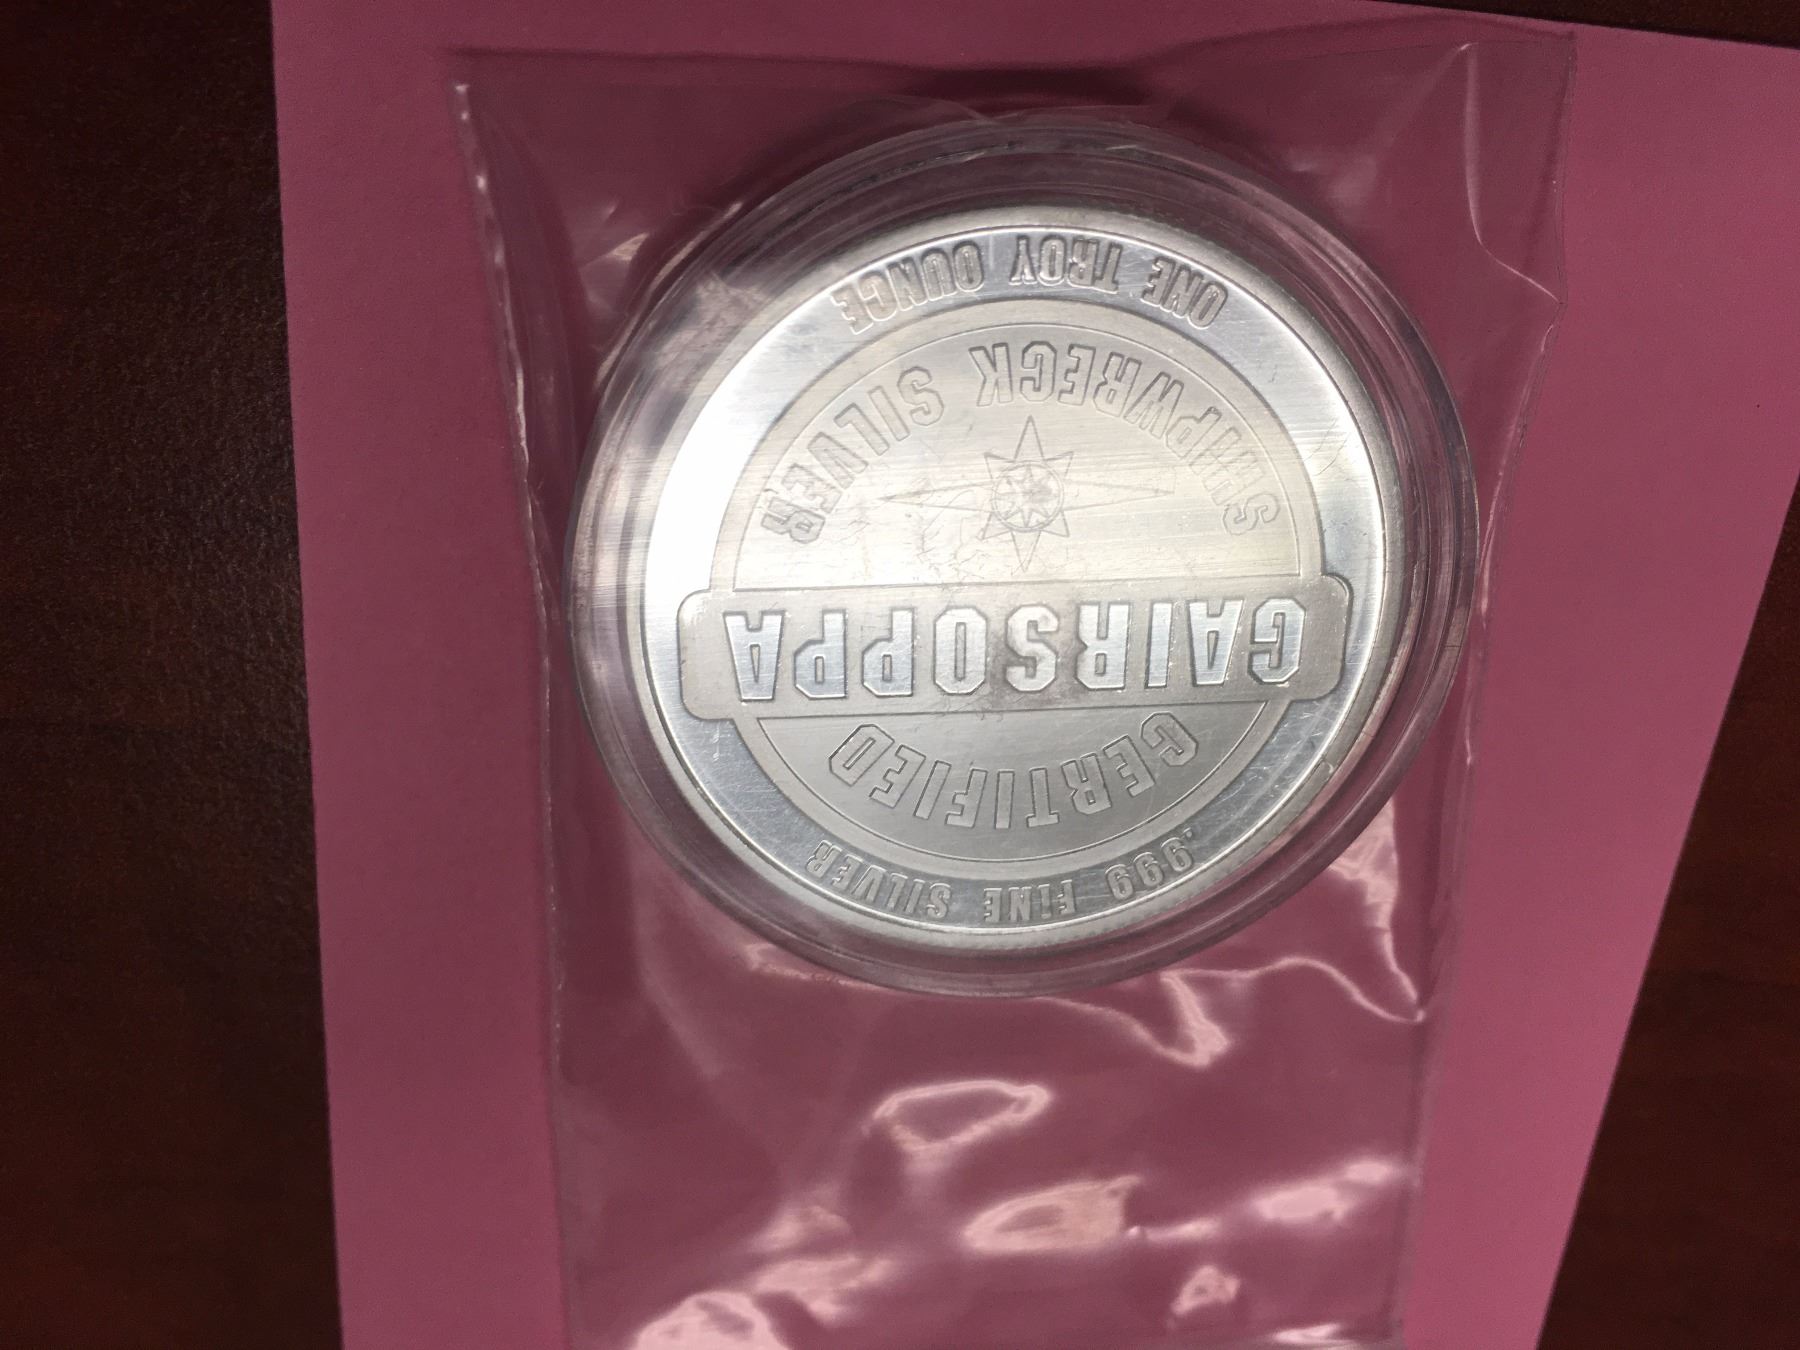 .999 FINE SILVER
CERTIFIED
GAIRSOPPA
SHIPWRECK SILVER
ONE TROY OUNCE